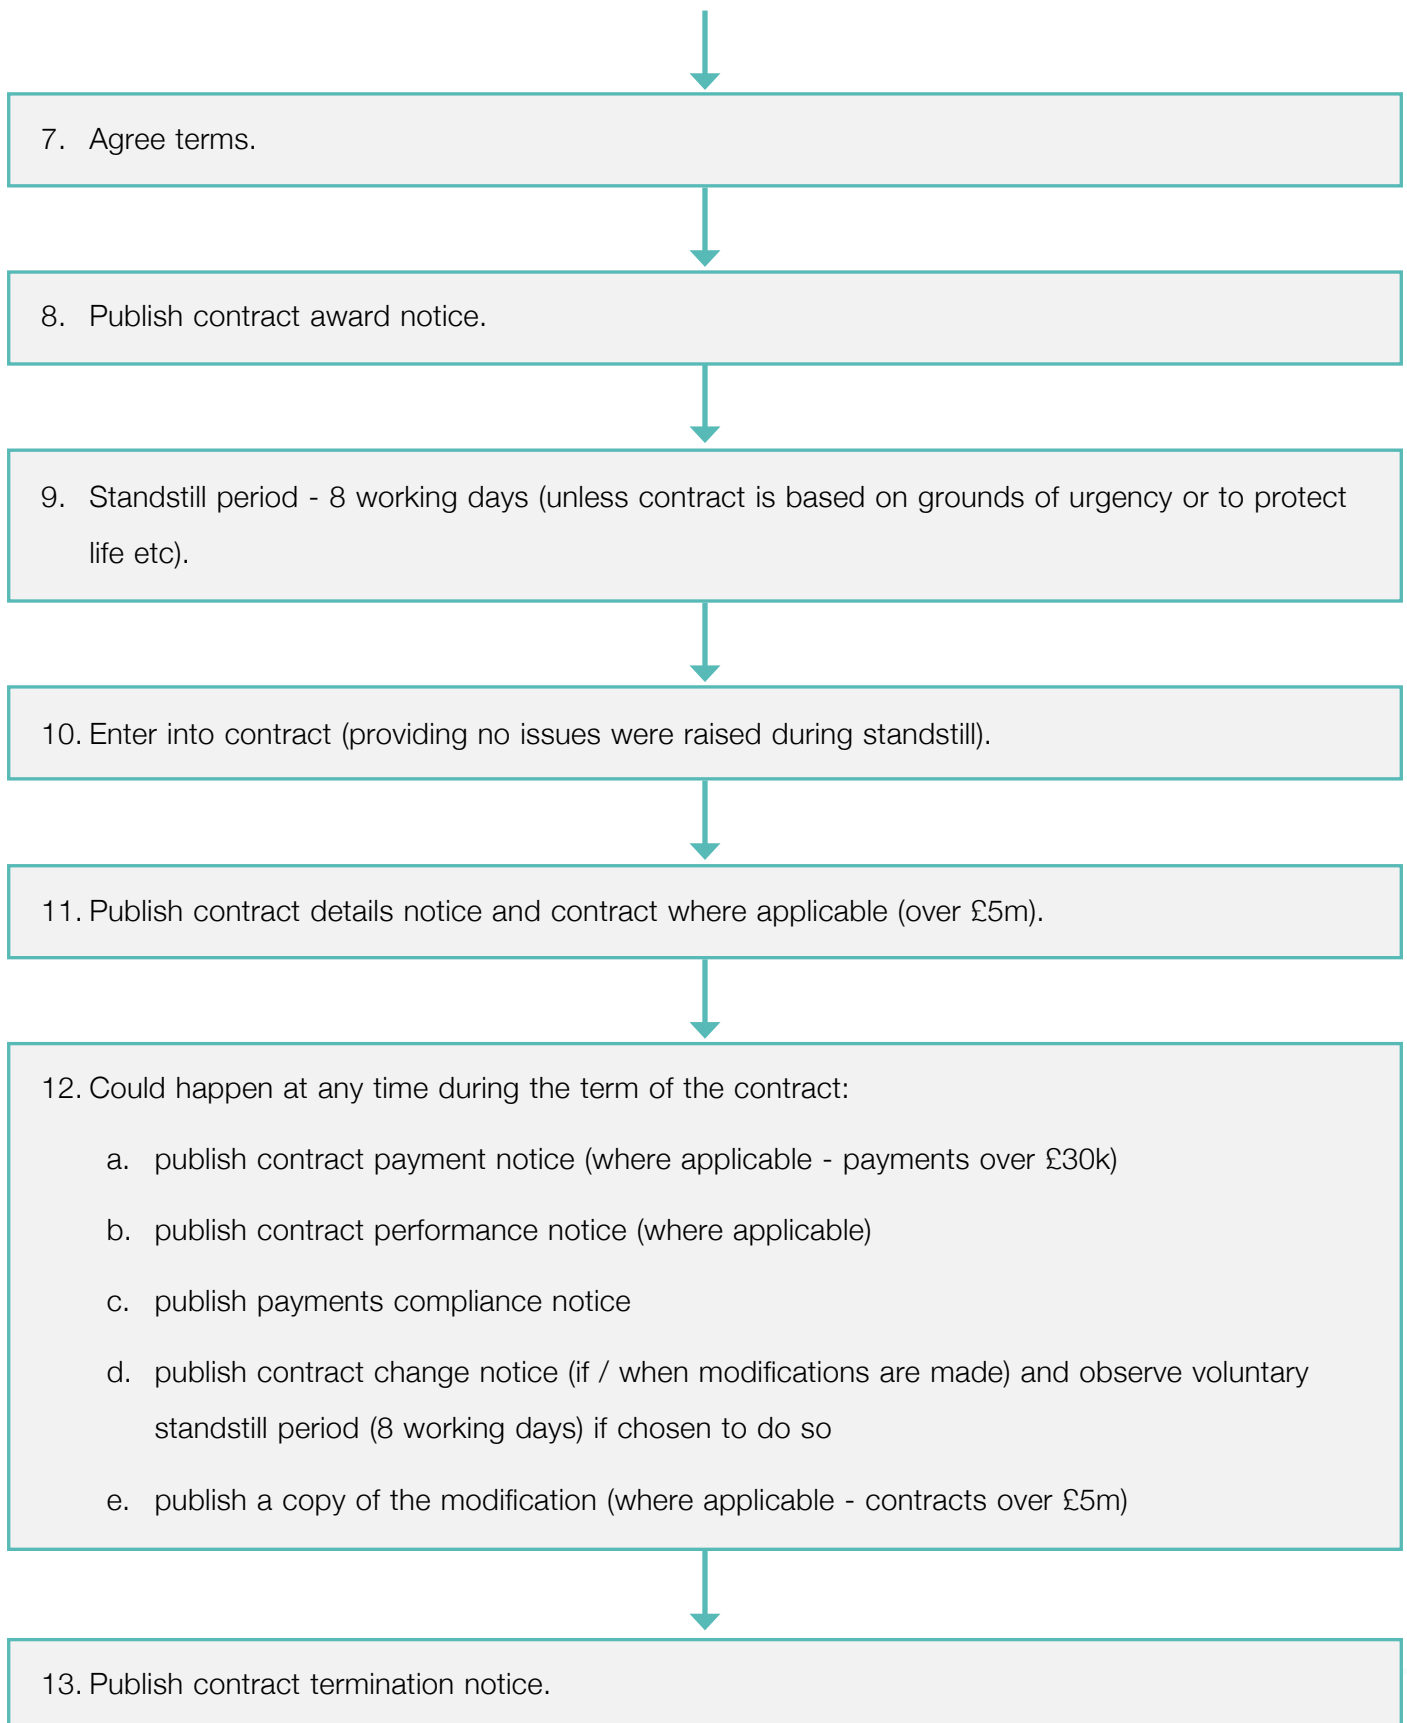 7. Agree terms.
8. Publish contract award notice.
9. Standstill period - 8 working days (unless contract is based on grounds of urgency or to protect
life etc).
10. Enter into contract (providing no issues were raised during standstill).
11. Publish contract details notice and contract where applicable (over £5m).
12. Could happen at any time during the term of the contract:
a. publish contract payment notice (where applicable - payments over £30k)
b. publish contract performance notice (where applicable)
c. publish payments compliance notice
d. publish contract change notice (if / when modifications are made) and observe voluntary
standstill period (8 working days) if chosen to do so
e. publish a copy of the modification (where applicable - contracts over £5m)
13. Publish contract termination notice.